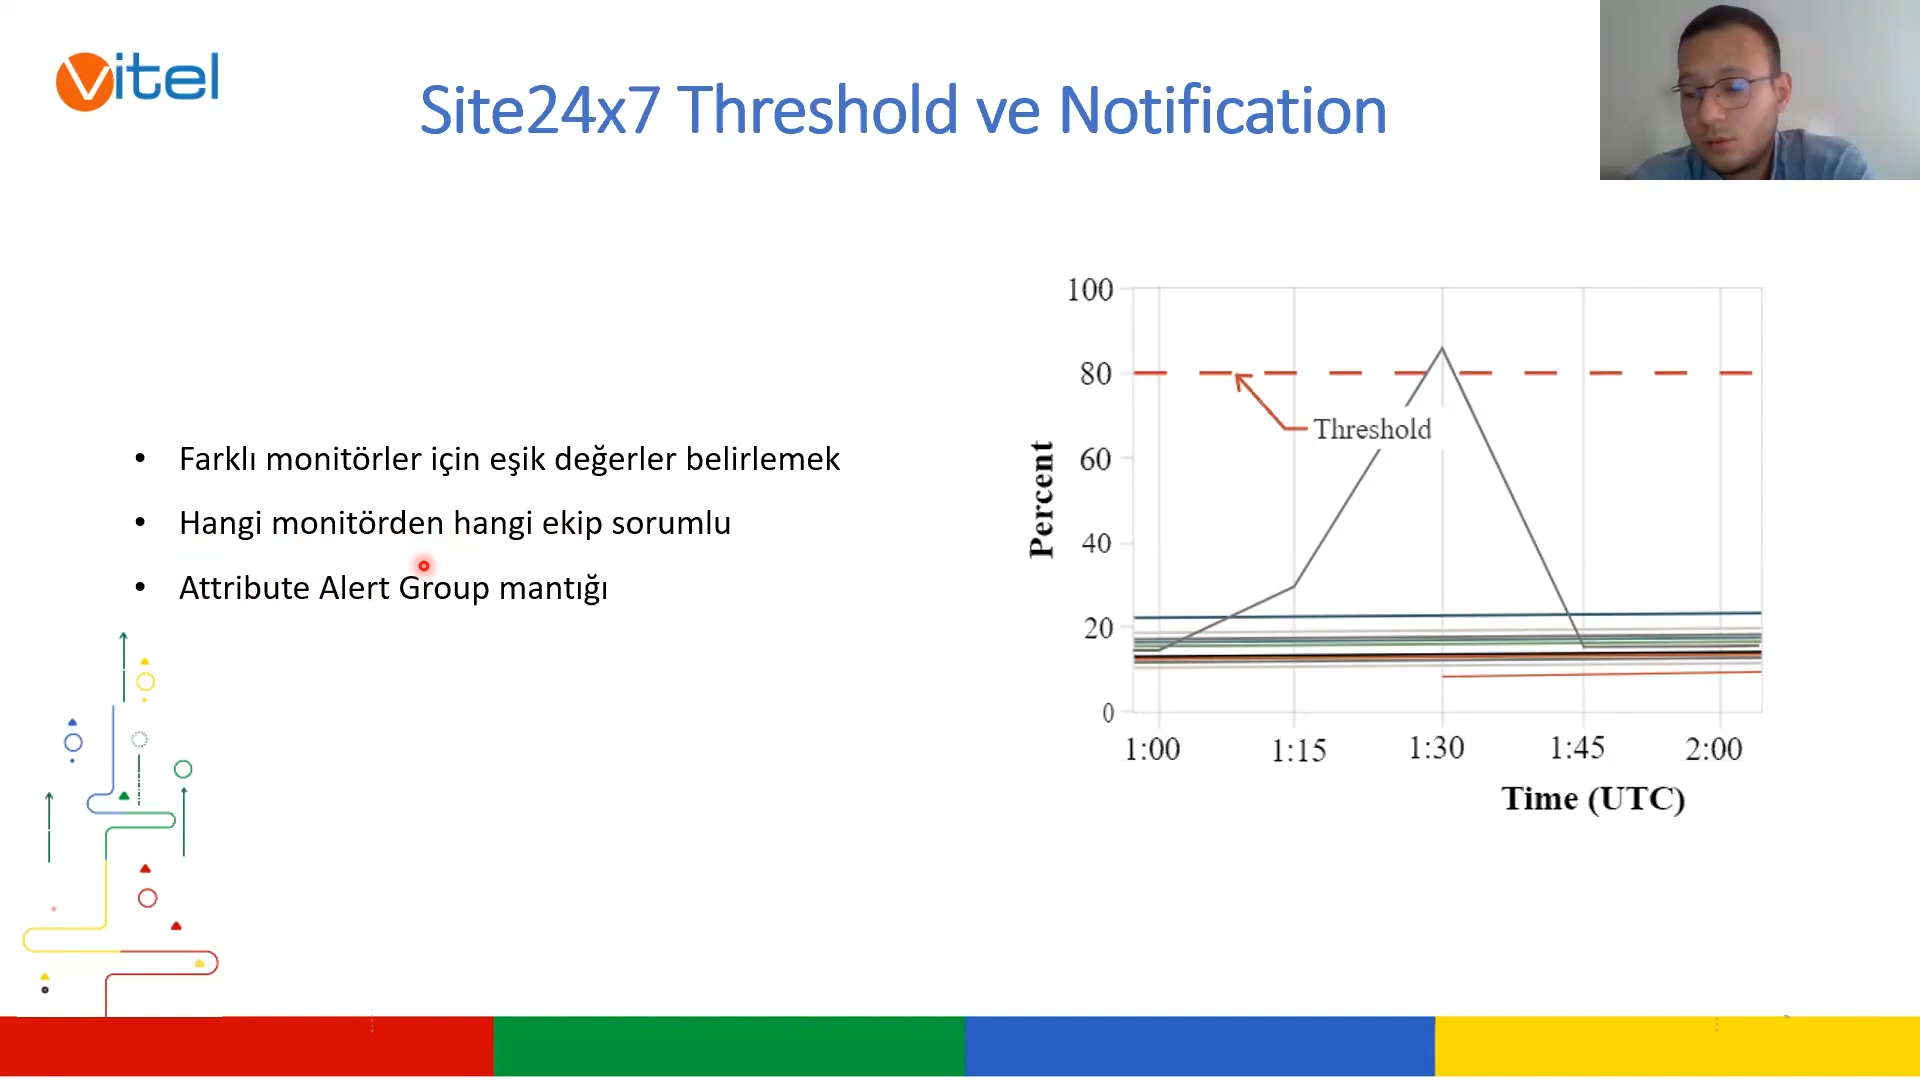 vitel
Site24x7 Threshold ve Notification
• Farklı monitörler için eşik değerler belirlemek
• Hangi monitörden hangi ekip sorumlu
• Attribute Alert Group mantığı
100
80
Threshold
60
Percent
40
20
0
1:00 1:15 1:30 1:45 2:00
Time (UTC)